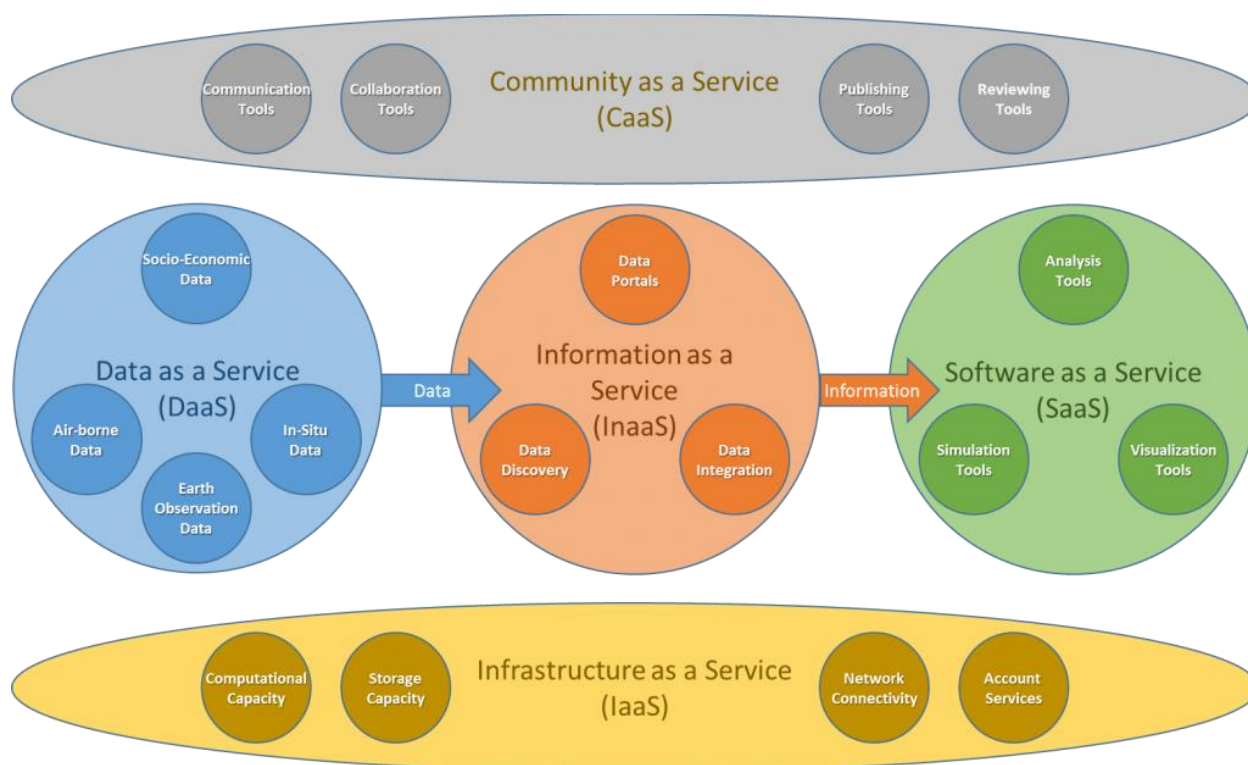 Community as a Service
(CaaS)
Communication
Tools
Collaboration
Tools
Publishing
Tools
Reviewing
Tools
Data as a Service
(DaaS)
Socio-Economic
Data
Air-borne
Data
In-Situ
Data
Earth
Observation
Data
Data
Information as a
Service
(InaaS)
Data
Portals
Data
Discovery
Data
Integration
Information
Software as a Service
(SaaS)
Analysis
Tools
Simulation
Tools
Visualization
Tools
Infrastructure as a Service
(IaaS)
Computational
Capacity
Storage
Capacity
Network
Connectivity
Account
Services